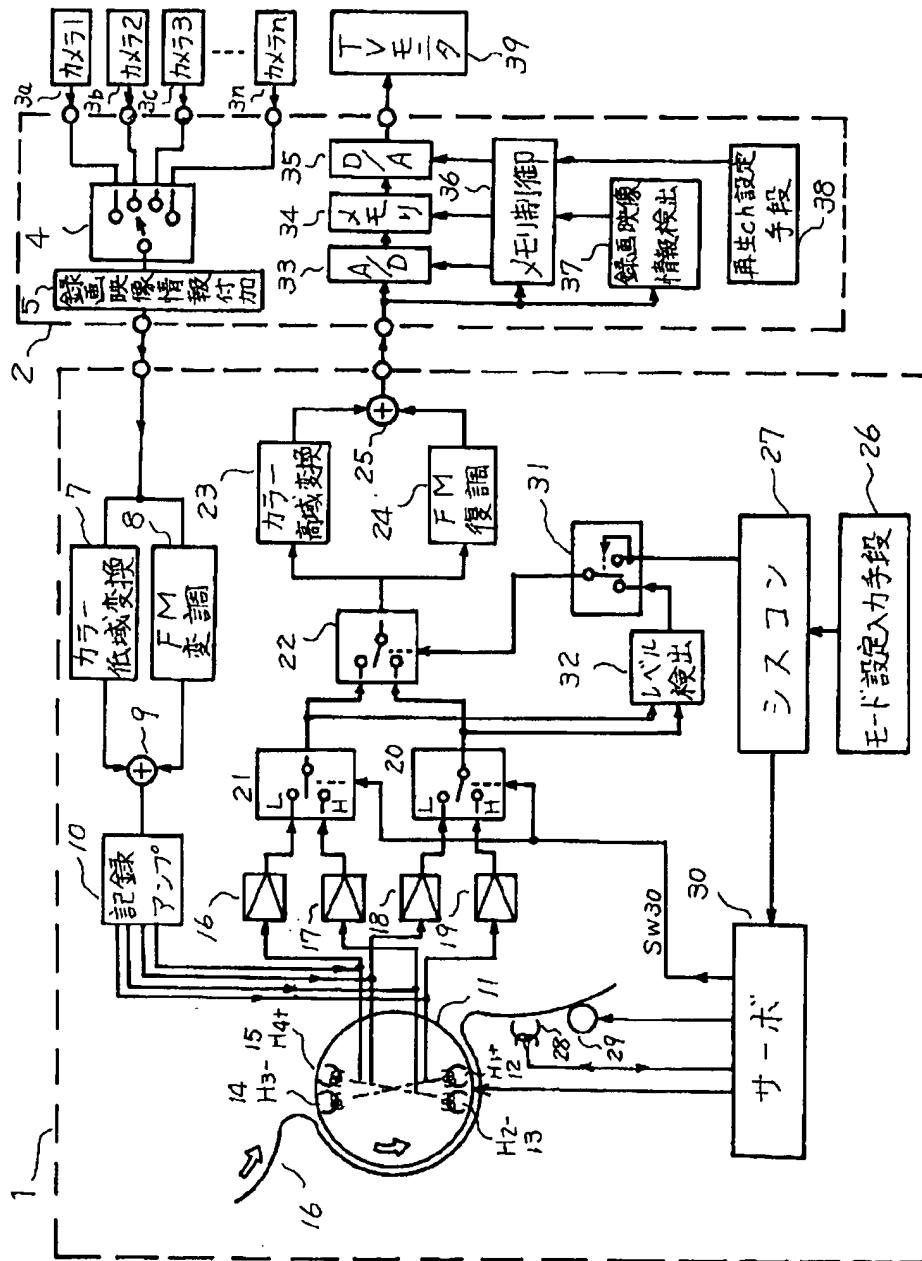 1
2
カメラ1
カメラ2
カメラ3
カメラn
3a
3b
3c
3n
4
5
録画映像情報付加
7
カラー
低域変換
8
FM
変調
9
10
記録
アンプ
11
H1+
12
H2-
13
14
H3-
15
H4+
16
16
17
18
19
20
L
H
21
L
H
22
23
カラー
高域変換
24
FM
復調
25
26
モード設定入力手段
27
シスコン
28
29
30
サーボ
SW30
31
32
レベル
検出
33
A/D
34
メモリ
35
D/A
36
メモリ制御
37
録画映像
情報検出
38
再生ch設定
手段
39
TVモニタ